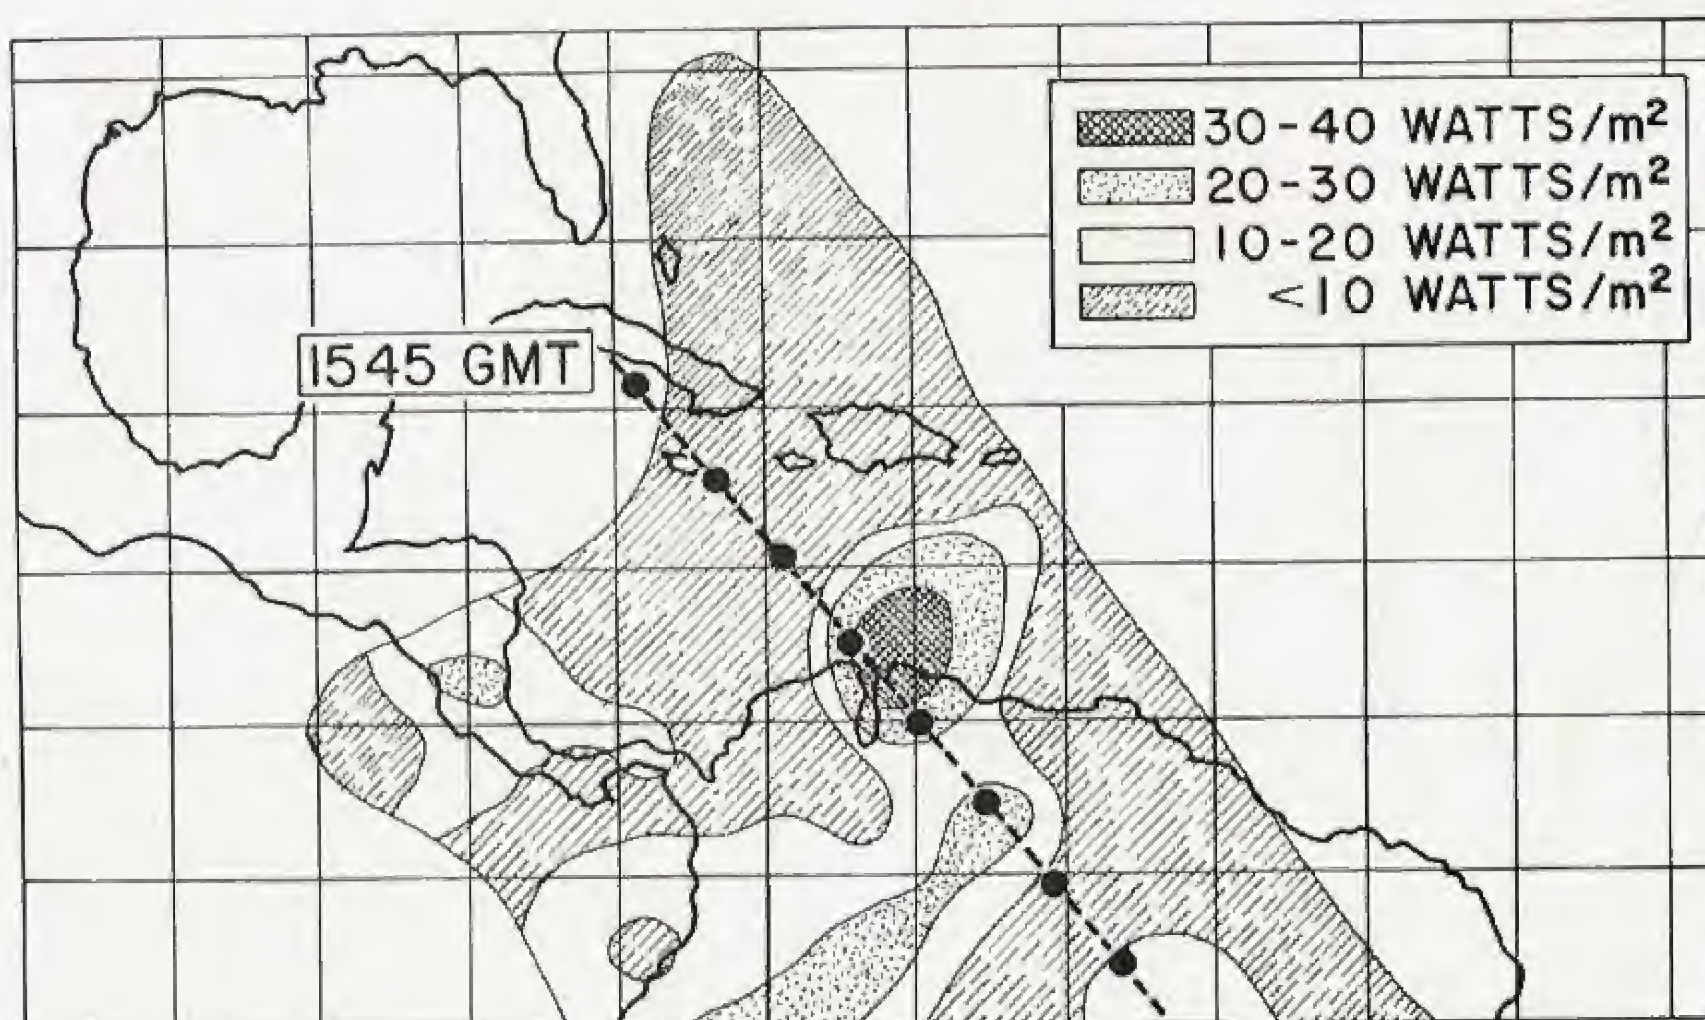 30-40 WATTS/m²
20-30 WATTS/m²
10-20 WATTS/m²
<10 WATTS/m²
1545 GMT